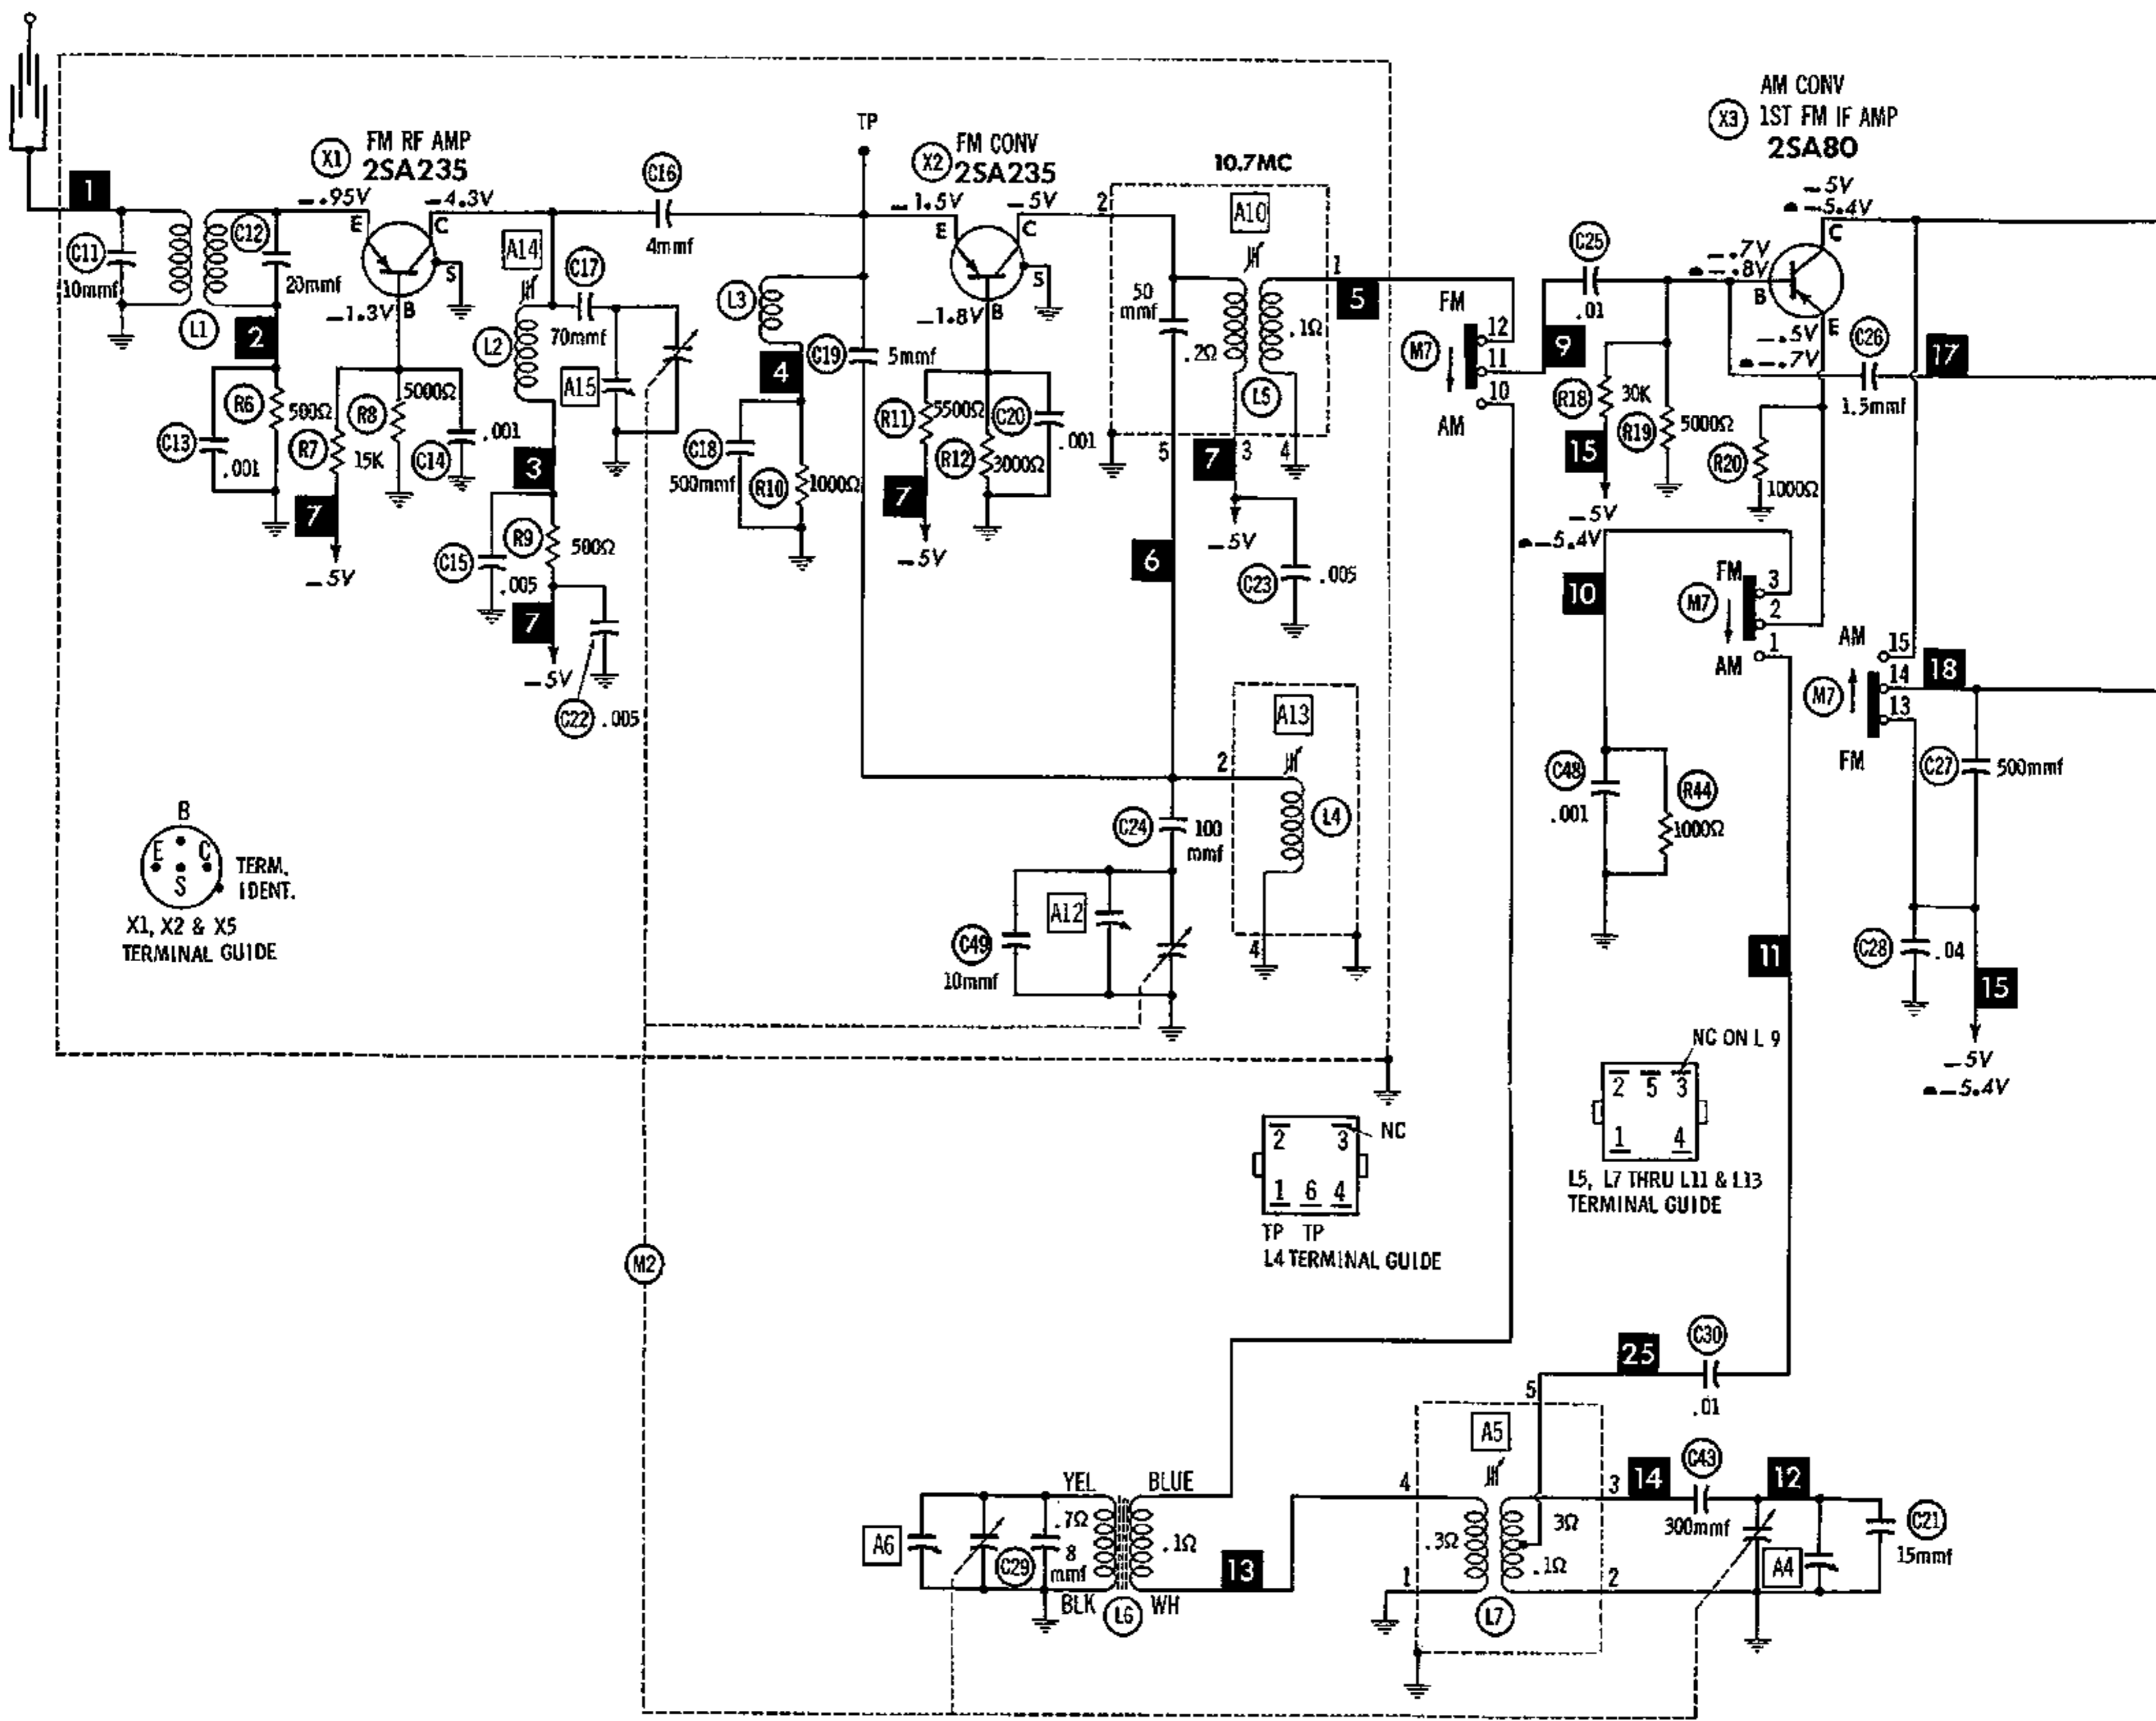 AM CONV
X3 1ST FM IF AMP
2SA80
TP
FM RF AMP
X1 2SA235
C16
FM CONV
X2 2SA235
10.7MC
1
-.95V
-4.3V
-1.5V
-5V
2
A10
-5V
-5.4V
E
C
S
E
C
S
C
C11
10mmf
C12
20mmf
L1
A14
C17
4mmf
L3
50
mmf
1
5
C25
.01
-.7V
-.8V
B
E
-1.3V
B
L2
70mmf
C19
5mmf
-1.8V
B
.2Ω
.1Ω
FM
12
M7
11
10
AM
9
-.5V
-.7V
C26
1.5mmf
17
2
A15
4
L5
R6
500Ω
C13
.001
R7
15K
R8
5000Ω
C14
.001
3
C18
500mmf
R10
1000Ω
R11
5500Ω
R12
3000Ω
C20
.001
5
7
3
4
R18
30K
R19
5000Ω
15
-5V
R20
1000Ω
7
-5V
C15
.005
R9
500Ω
7
-5V
C22
.005
7
-5V
6
-5V
C23
.005
-5.4V
10
FM
3
M7
2
1
AM
AM
15
14
M7
13
FM
18
A13
2
L4
4
C24
100
mmf
A12
C49
10mmf
C48
.001
R44
1000Ω
C27
500mmf
11
C28
.04
15
-5V
-5.4V
B
E
C
S
TERM.
IDENT.
X1, X2 & X5
TERMINAL GUIDE
NC ON L 9
2 5 3
1 4
L5, L7 THRU L11 & L13
TERMINAL GUIDE
2 3
NC
1 6 4
TP TP
L4 TERMINAL GUIDE
M2
25
C30
.01
5
A5
4
3
14
C43
300mmf
12
C21
15mmf
A4
YEL
BLUE
A6
C29
8
mmf
.7Ω
.1Ω
13
BLK
L6
WH
.3Ω
3Ω
.1Ω
1
2
L7